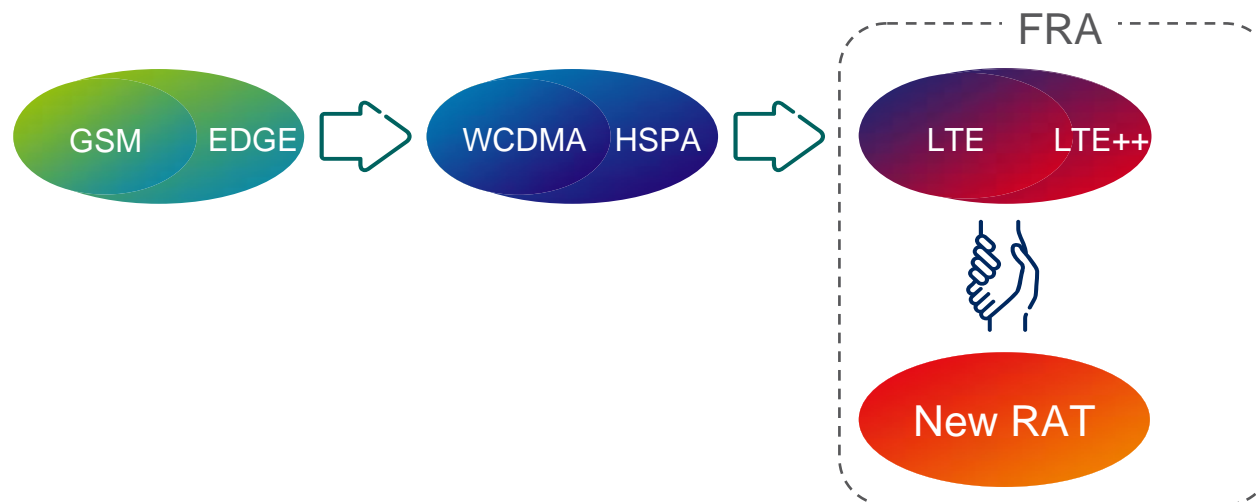 FRA
GSM
EDGE
WCDMA
HSPA
LTE
LTE++
New RAT